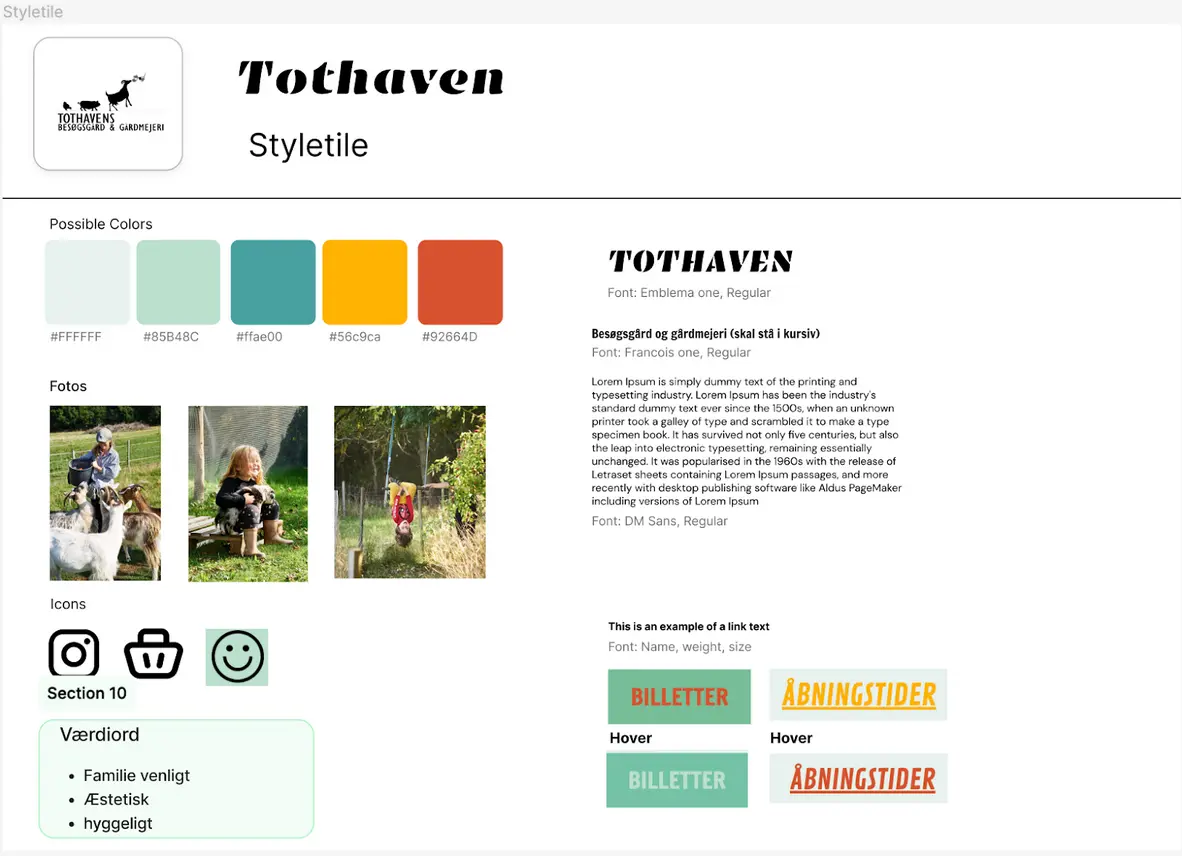 Styletile
TOTHAVENS
BESØGSGÅRD & GÅRDMEJERI
Tothaven
Styletile
Possible Colors
#FFFFFF
#85B48C
#ffae00
#56c9ca
#92664D
Fotos
Icons
Section 10
Værdiord
• Familie venligt
• Æstetisk
• hyggeligt
TOTHAVEN
Font: Emblema one, Regular
Besøgsgård og gårdmejeri (skal stå i kursiv)
Font: Francois one, Regular
Lorem Ipsum is simply dummy text of the printing and
typesetting industry. Lorem Ipsum has been the industry's
standard dummy text ever since the 1500s, when an unknown
printer took a galley of type and scrambled it to make a type
specimen book. It has survived not only five centuries, but also
the leap into electronic typesetting, remaining essentially
unchanged. It was popularised in the 1960s with the release of
Letraset sheets containing Lorem Ipsum passages, and more
recently with desktop publishing software like Aldus PageMaker
including versions of Lorem Ipsum
Font: DM Sans, Regular
This is an example of a link text
Font: Name, weight, size
BILLETTER
ÅBNINGSTIDER
Hover
Hover
BILLETTER
ÅBNINGSTIDER